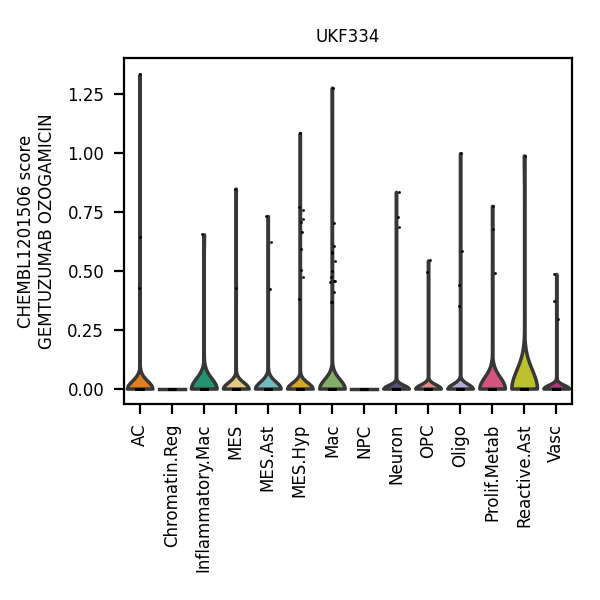 UKF334
CHEMBL1201506 score
GEMTUZUMAB OZOGAMICIN
1.25
1.00
0.75
0.50
0.25
0.00
AC
Chromatin.Reg
Inflammatory.Mac
MES
MES.Ast
MES.Hyp
Mac
NPC
Neuron
OPC
Oligo
Prolif.Metab
Reactive.Ast
Vasc